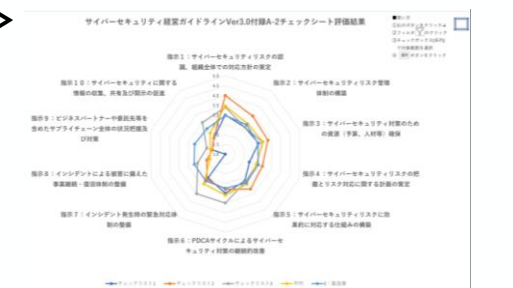 サイバーセキュリティ経営ガイドラインVer3.0付録A-2チェックシート評価結果
指示１：サイバーセキュリティリスクの認
識、組織全体での対応方針の策定
指示１０：サイバーセキュリティに関する
情報の収集、共有及び開示の促進
指示２：サイバーセキュリティリスク管理
体制の構築
指示９：ビジネスパートナーや委託先等を
含めたサプライチェーン全体の状況把握及
び対策
指示３：サイバーセキュリティ対策のため
の資源（予算、人材等）確保
指示８：インシデントによる被害に備えた
事業継続・復旧体制の整備
指示４：サイバーセキュリティリスクの把
握とリスク対応に関する計画の策定
指示７：インシデント発生時の緊急対応体
制の整備
指示５：サイバーセキュリティリスクに効
果的に対応する仕組みの構築
指示６：PDCAサイクルによるサイバーセ
キュリティ対策の継続的改善